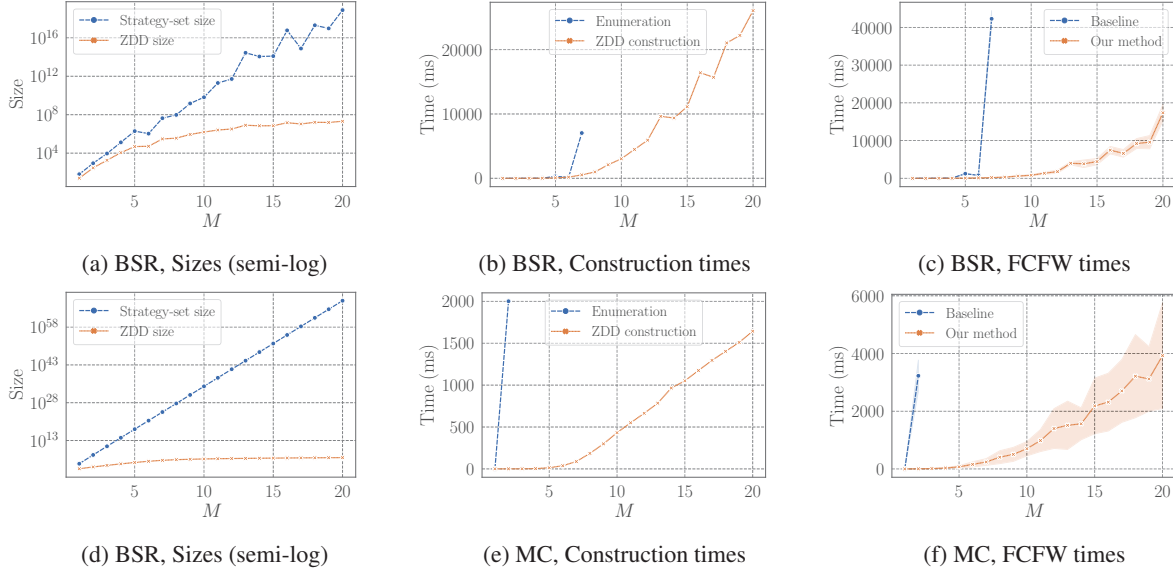 Strategy-set size
ZDD size
10^16
10^12
10^8
10^4
Size
5 10 15 20
M
(a) BSR, Sizes (semi-log)
Enumeration
ZDD construction
20000
10000
0
Time (ms)
5 10 15 20
M
(b) BSR, Construction times
Baseline
Our method
40000
30000
20000
10000
0
Time (ms)
5 10 15 20
M
(c) BSR, FCFW times
Strategy-set size
ZDD size
10^58
10^43
10^28
10^13
Size
5 10 15 20
M
(d) BSR, Sizes (semi-log)
Enumeration
ZDD construction
2000
1500
1000
500
0
Time (ms)
5 10 15 20
M
(e) MC, Construction times
Baseline
Our method
6000
4000
2000
0
Time (ms)
5 10 15 20
M
(f) MC, FCFW times